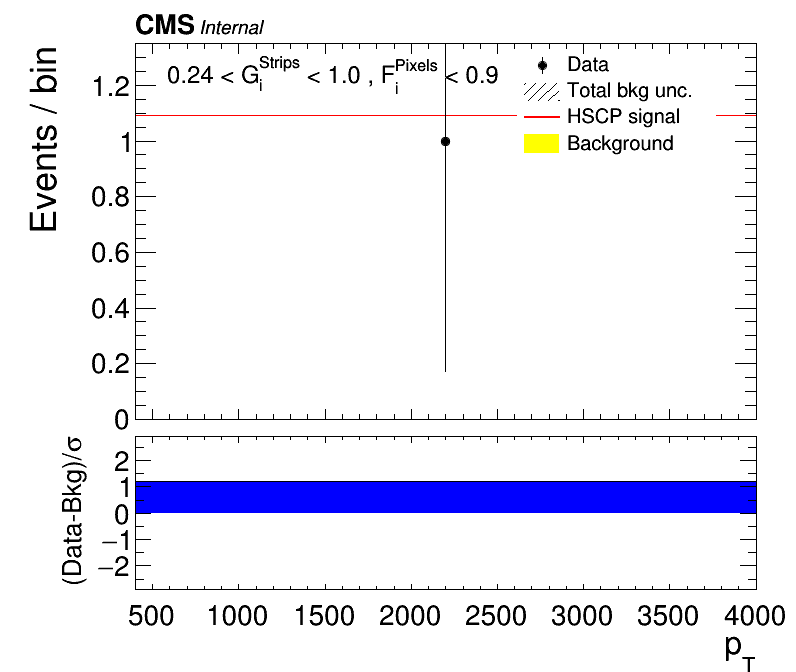 CMS Internal
0.24 < G_i^Strips < 1.0 , F_i^Pixels < 0.9
Data
Total bkg unc.
HSCP signal
Background
Events / bin
1.2
1
0.8
0.6
0.4
0.2
0
(Data-Bkg)/σ
2
1
0
−1
−2
500 1000 1500 2000 2500 3000 3500 4000
p_T